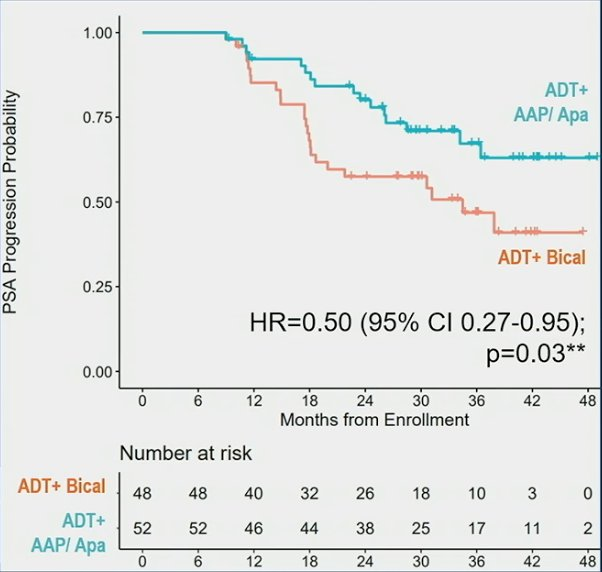 1.00
0.75
0.50
0.25
0.00
PSA Progression Probability
ADT+
AAP/ Apa
ADT+ Bical
HR=0.50 (95% CI 0.27-0.95);
p=0.03**
0 6 12 18 24 30 36 42 48
Months from Enrollment
Number at risk
ADT+ Bical 48 48 40 32 26 18 10 3 0
ADT+
AAP/ Apa 52 52 46 44 38 25 17 11 2
0 6 12 18 24 30 36 42 48